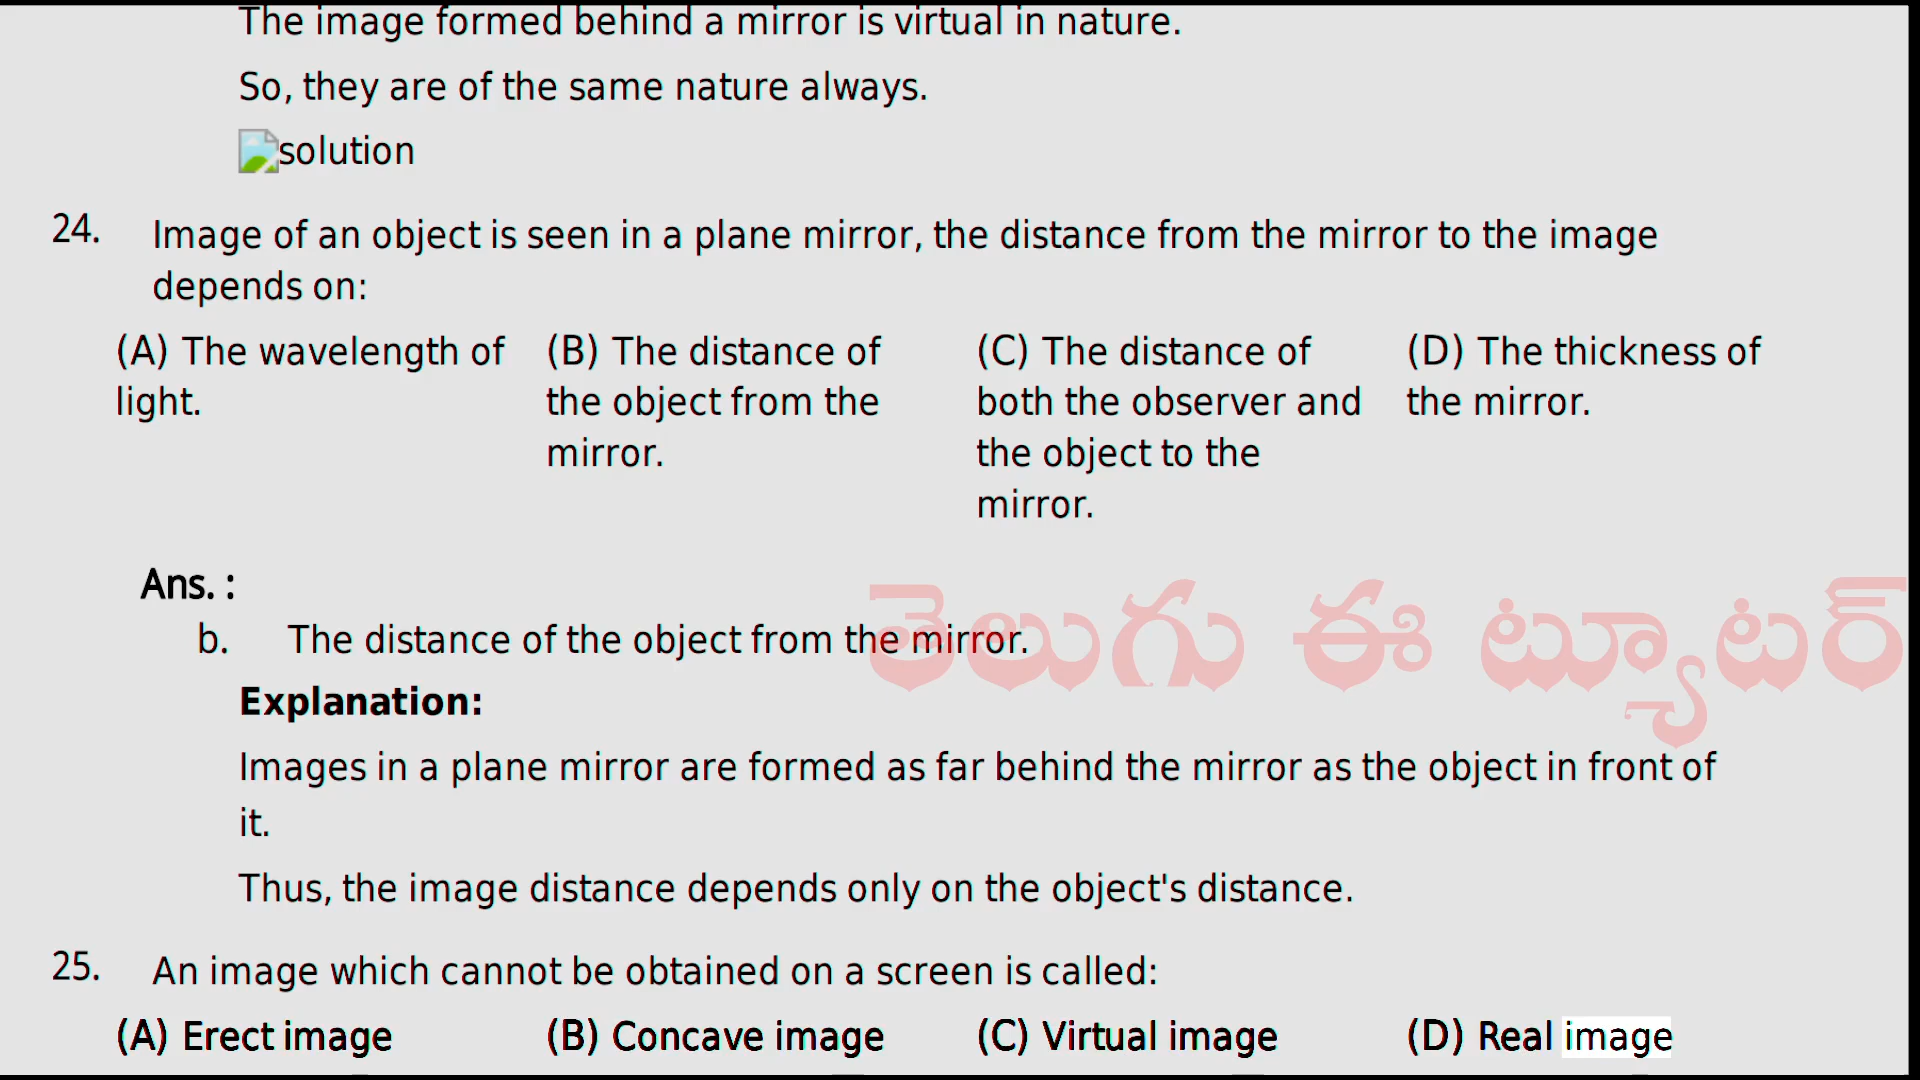 The image formed behind a mirror is virtual in nature.
So, they are of the same nature always.
solution
24. Image of an object is seen in a plane mirror, the distance from the mirror to the image
depends on:
(A) The wavelength of (B) The distance of (C) The distance of (D) The thickness of
light. the object from the both the observer and the mirror.
mirror. the object to the
mirror.
Ans. :
b. The distance of the object from the mirror.
తెలుగు ఈ ట్యూటర్
Explanation:
Images in a plane mirror are formed as far behind the mirror as the object in front of
it.
Thus, the image distance depends only on the object's distance.
25. An image which cannot be obtained on a screen is called:
(A) Erect image (B) Concave image (C) Virtual image (D) Real image